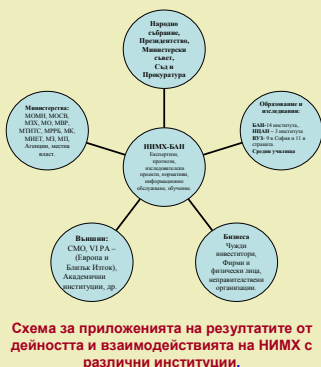 Народно
събрание,
Президентство,
Министерски
съвет,
Съд и
Прокуратура
Министерства:
МОМН, МОСВ,
МЗХ, МО, МВР,
МТИТС, МРРБ, МК,
МИЕТ, МЗ, МП,
Агенции, местна
власт.
Образование и
изследвания:
БАН-14 института,
НЦАН – 3 института
ВУЗ- 9 в София и 11 в
страната.
Средни училища
НИМХ-БАН
Експертизи,
прогнози,
изследователски
проекти, нормативи,
информационно
обслужване, обучение.
Външни:
СМО, VI РА –
(Европа и
Близък Изток),
Академични
институции, др.
Бизнеса
Чужди
инвеститори,
Фирми и
физически лица,
неправителствени
организации.
Схема за приложенията на резултатите от
дейността и взаимодействията на НИМХ с
различни институции.